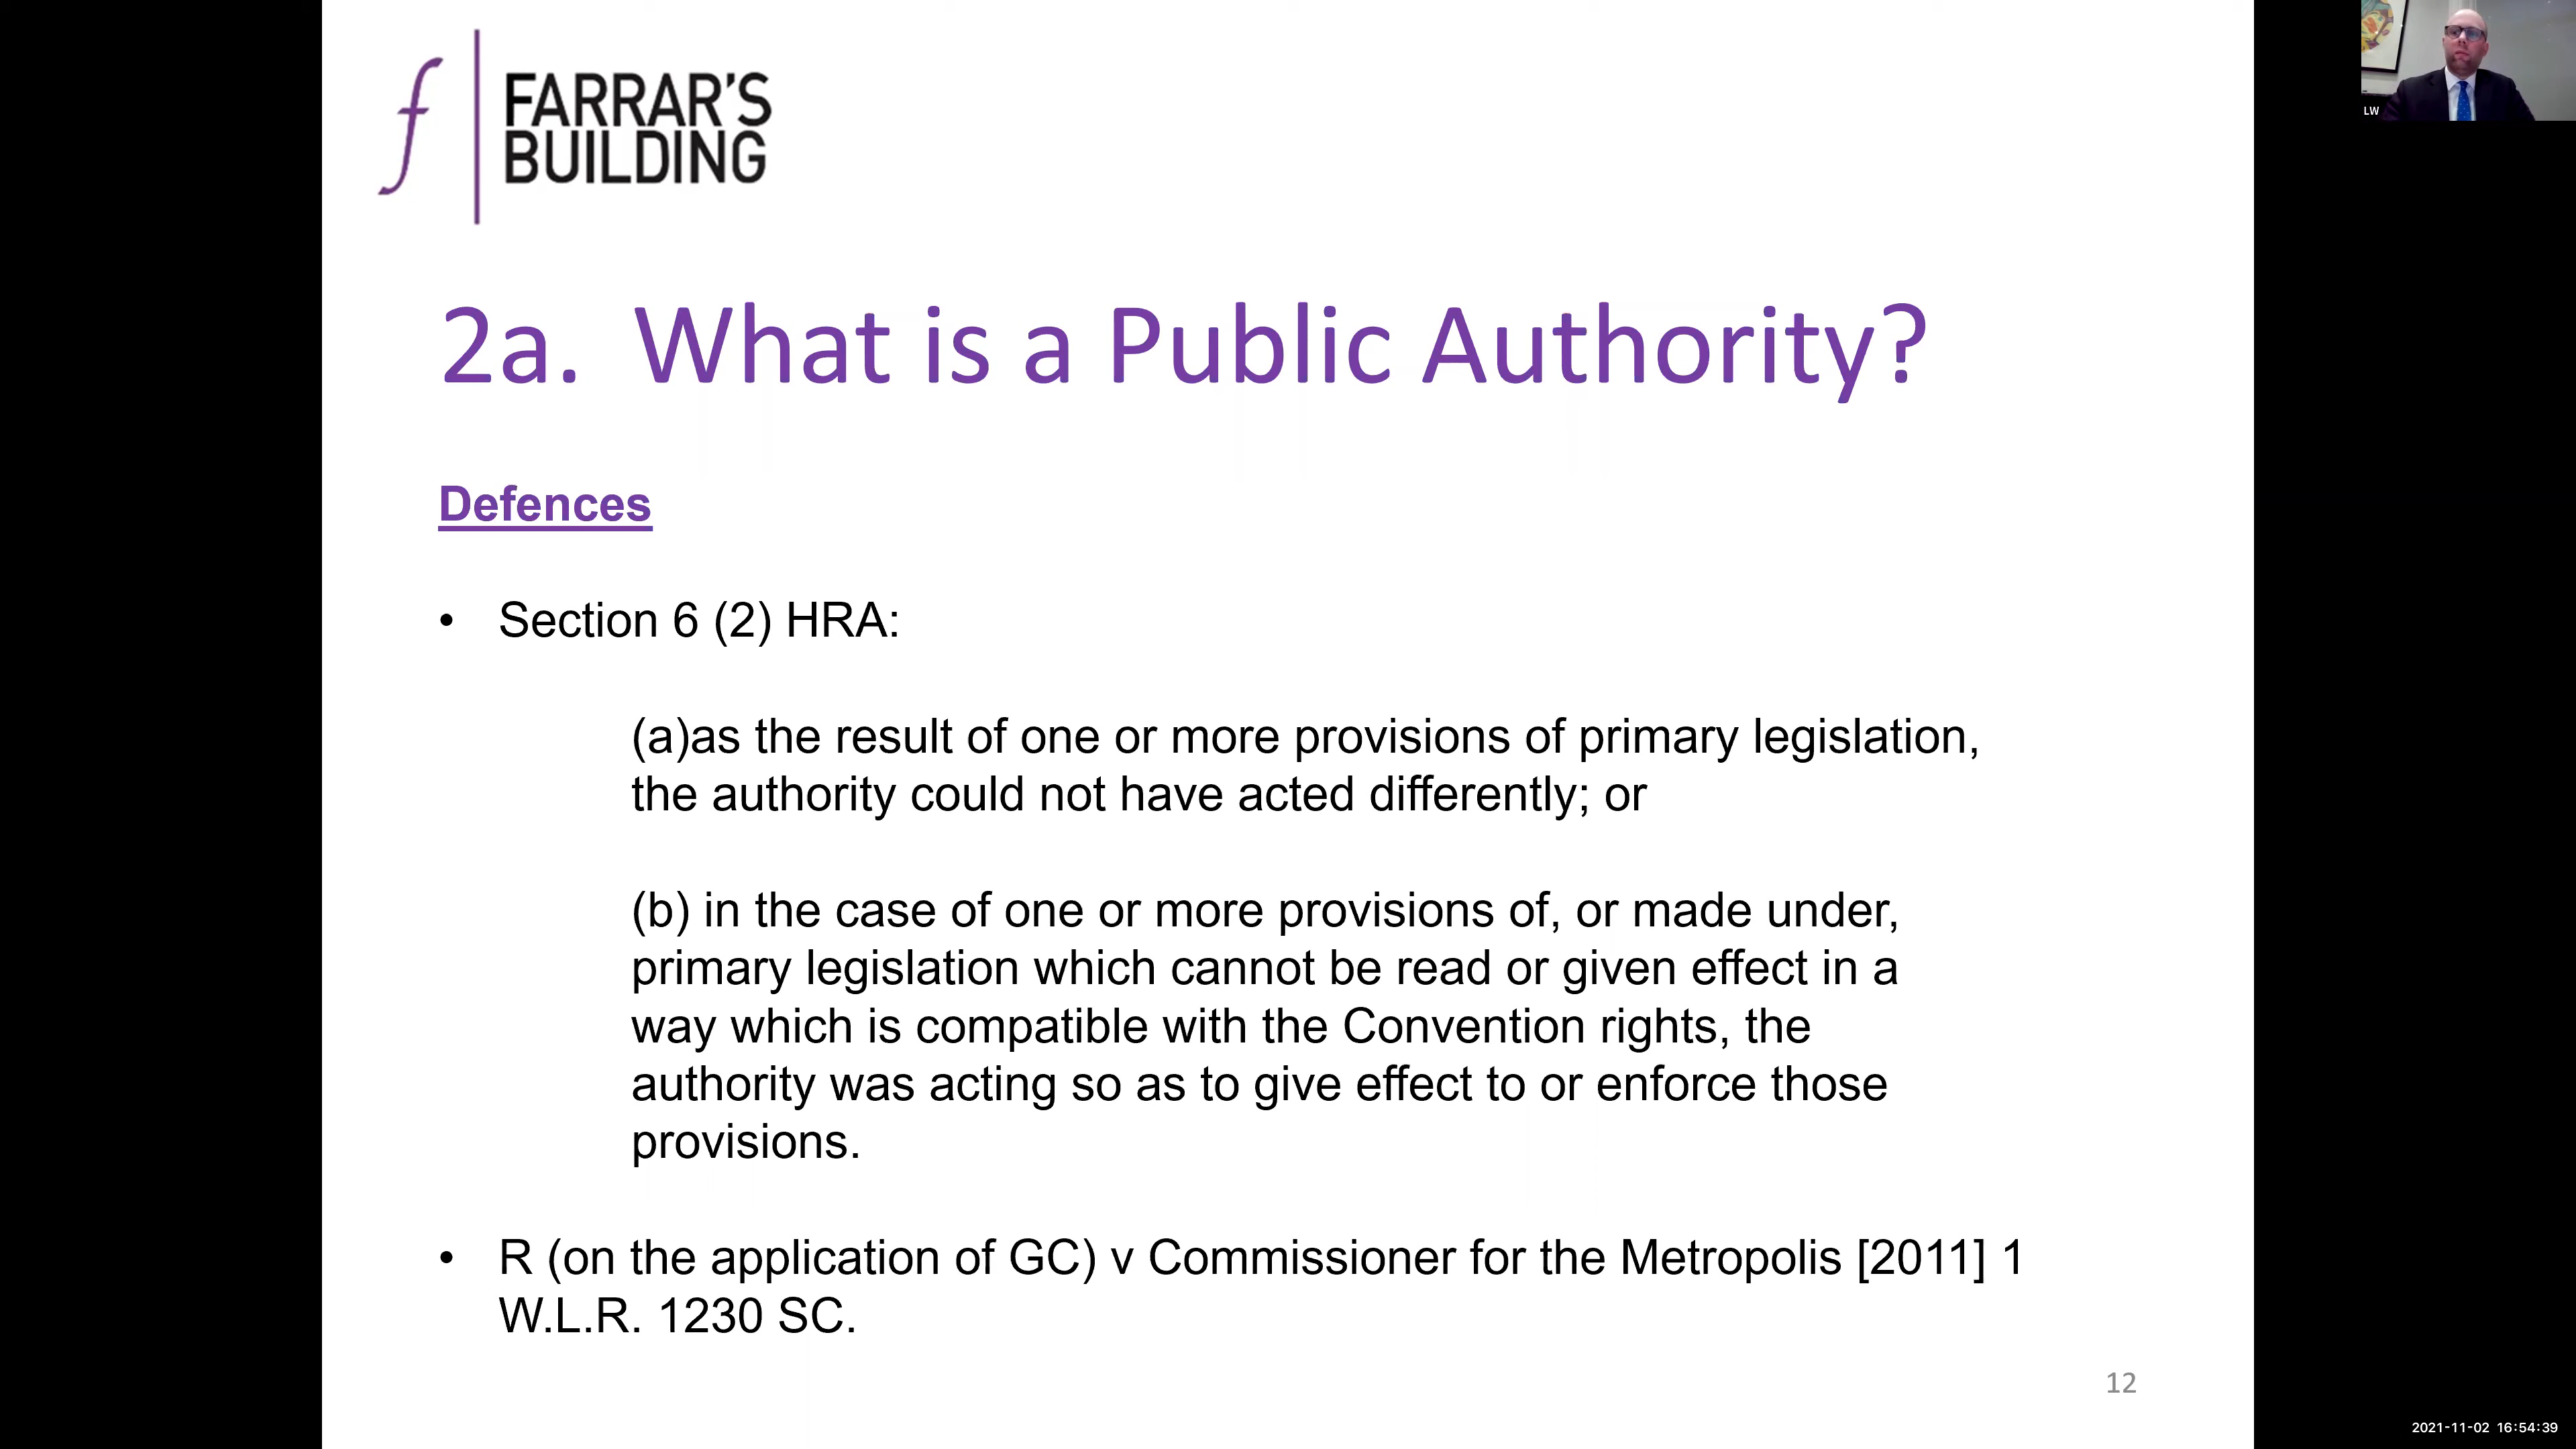 f
FARRAR'S
BUILDING
LW
2a. What is a Public Authority?
Defences
• Section 6 (2) HRA:
(a)as the result of one or more provisions of primary legislation,
the authority could not have acted differently; or
(b) in the case of one or more provisions of, or made under,
primary legislation which cannot be read or given effect in a
way which is compatible with the Convention rights, the
authority was acting so as to give effect to or enforce those
provisions.
• R (on the application of GC) v Commissioner for the Metropolis [2011] 1
W.L.R. 1230 SC.
12
2021-11-02 16:54:39